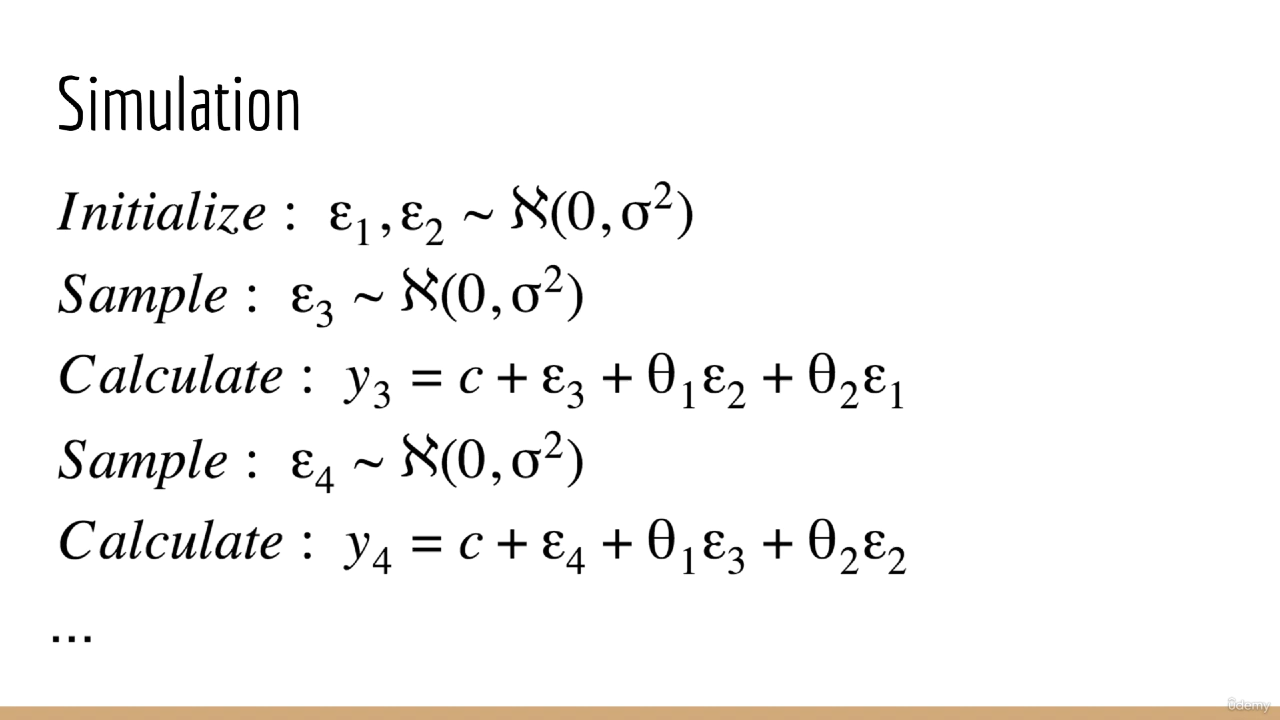 Simulation
Initialize : ε₁, ε₂ ~ ℵ(0, σ²)
Sample : ε₃ ~ ℵ(0, σ²)
Calculate : y₃ = c + ε₃ + θ₁ε₂ + θ₂ε₁
Sample : ε₄ ~ ℵ(0, σ²)
Calculate : y₄ = c + ε₄ + θ₁ε₃ + θ₂ε₂
...
ûdemy